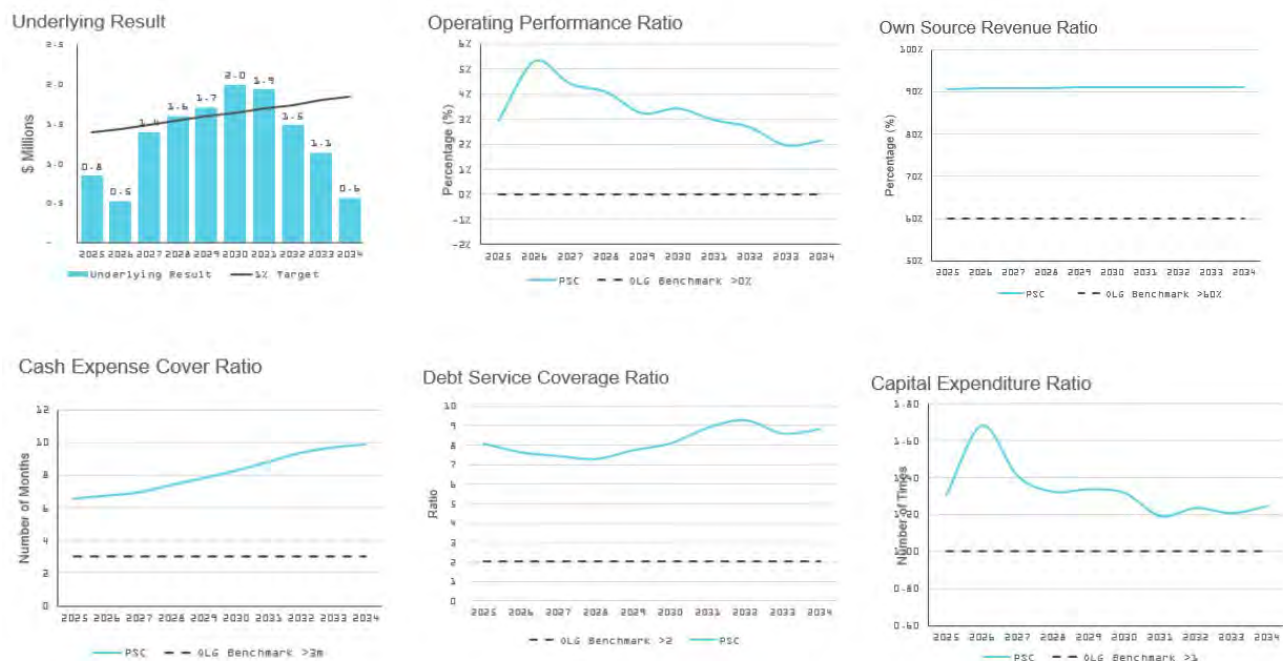 Underlying Result
$ Millions
2.5
2.0
1.5
1.0
0.5
-
0.8
0.5
1.4
1.6
1.7
2.0
1.9
1.5
1.1
0.6
2025 2026 2027 2028 2029 2030 2031 2032 2033 2034
Underlying Result 1% Target
Operating Performance Ratio
Percentage (%)
6%
5%
4%
3%
2%
1%
0%
-1%
-2%
2025 2026 2027 2028 2029 2030 2031 2032 2033 2034
PSC OLG Benchmark >0%
Own Source Revenue Ratio
Percentage (%)
100%
90%
80%
70%
60%
50%
2025 2026 2027 2028 2029 2030 2031 2032 2033 2034
PSC OLG Benchmark >60%
Cash Expense Cover Ratio
Number of Months
12
10
8
6
4
2
0
2025 2026 2027 2028 2029 2030 2031 2032 2033 2034
PSC OLG Benchmark >3m
Debt Service Coverage Ratio
Ratio
10
9
8
7
6
5
4
3
2
1
0
2025 2026 2027 2028 2029 2030 2031 2032 2033 2034
OLG Benchmark >2 PSC
Capital Expenditure Ratio
Number of Times
1.80
1.60
1.40
1.20
1.00
0.80
0.60
2025 2026 2027 2028 2029 2030 2031 2032 2033 2034
PSC OLG Benchmark >1